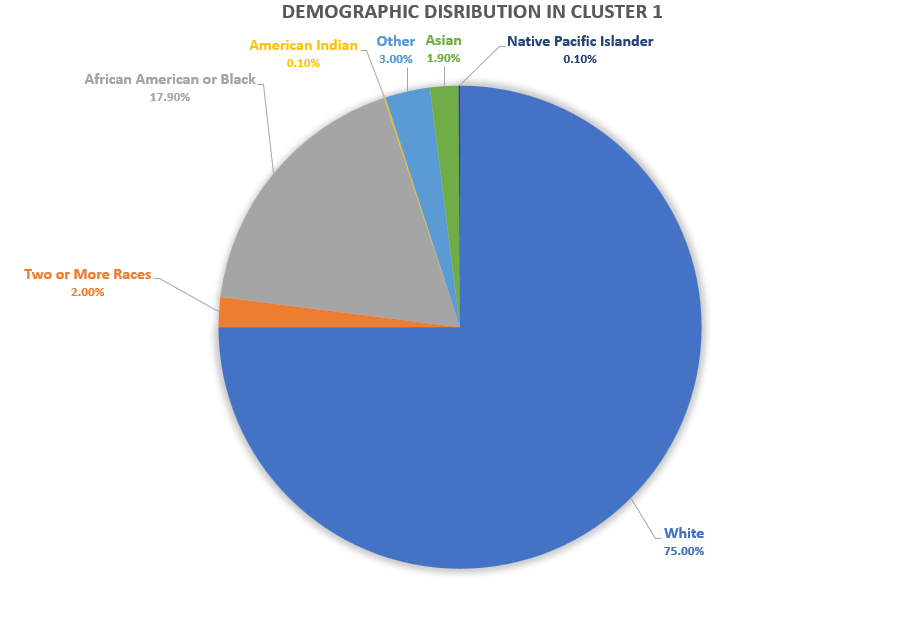 DEMOGRAPHIC DISRIBUTION IN CLUSTER 1
American Indian
0.10%
Other
3.00%
Asian
1.90%
Native Pacific Islander
0.10%
African American or Black
17.90%
Two or More Races
2.00%
White
75.00%